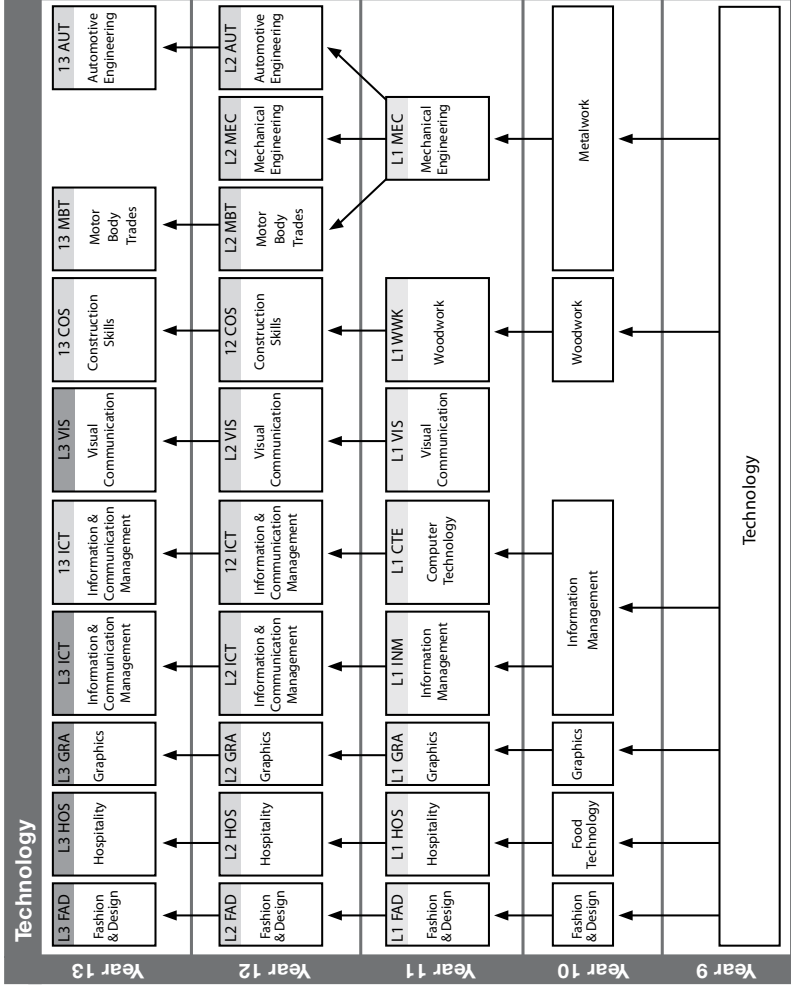 Technology
Year 13
L3 FAD
Fashion
& Design
L3 HOS
Hospitality
L3 GRA
Graphics
L3 ICT
Information &
Communication
Management
13 ICT
Information &
Communication
Management
L3 VIS
Visual
Communication
13 COS
Construction
Skills
13 MBT
Motor
Body
Trades
13 AUT
Automotive
Engineering
Year 12
L2 FAD
Fashion
& Design
L2 HOS
Hospitality
L2 GRA
Graphics
L2 ICT
Information &
Communication
Management
12 ICT
Information &
Communication
Management
L2 VIS
Visual
Communication
12 COS
Construction
Skills
L2 MBT
Motor
Body
Trades
L2 MEC
Mechanical
Engineering
L2 AUT
Automotive
Engineering
Year 11
L1 FAD
Fashion
& Design
L1 HOS
Hospitality
L1 GRA
Graphics
L1 INM
Information
Management
L1 CTE
Computer
Technology
L1 VIS
Visual
Communication
L1 WWK
Woodwork
L1 MEC
Mechanical
Engineering
Year 10
Fashion
& Design
Food
Technology
Graphics
Information
Management
Woodwork
Metalwork
Year 9
Technology